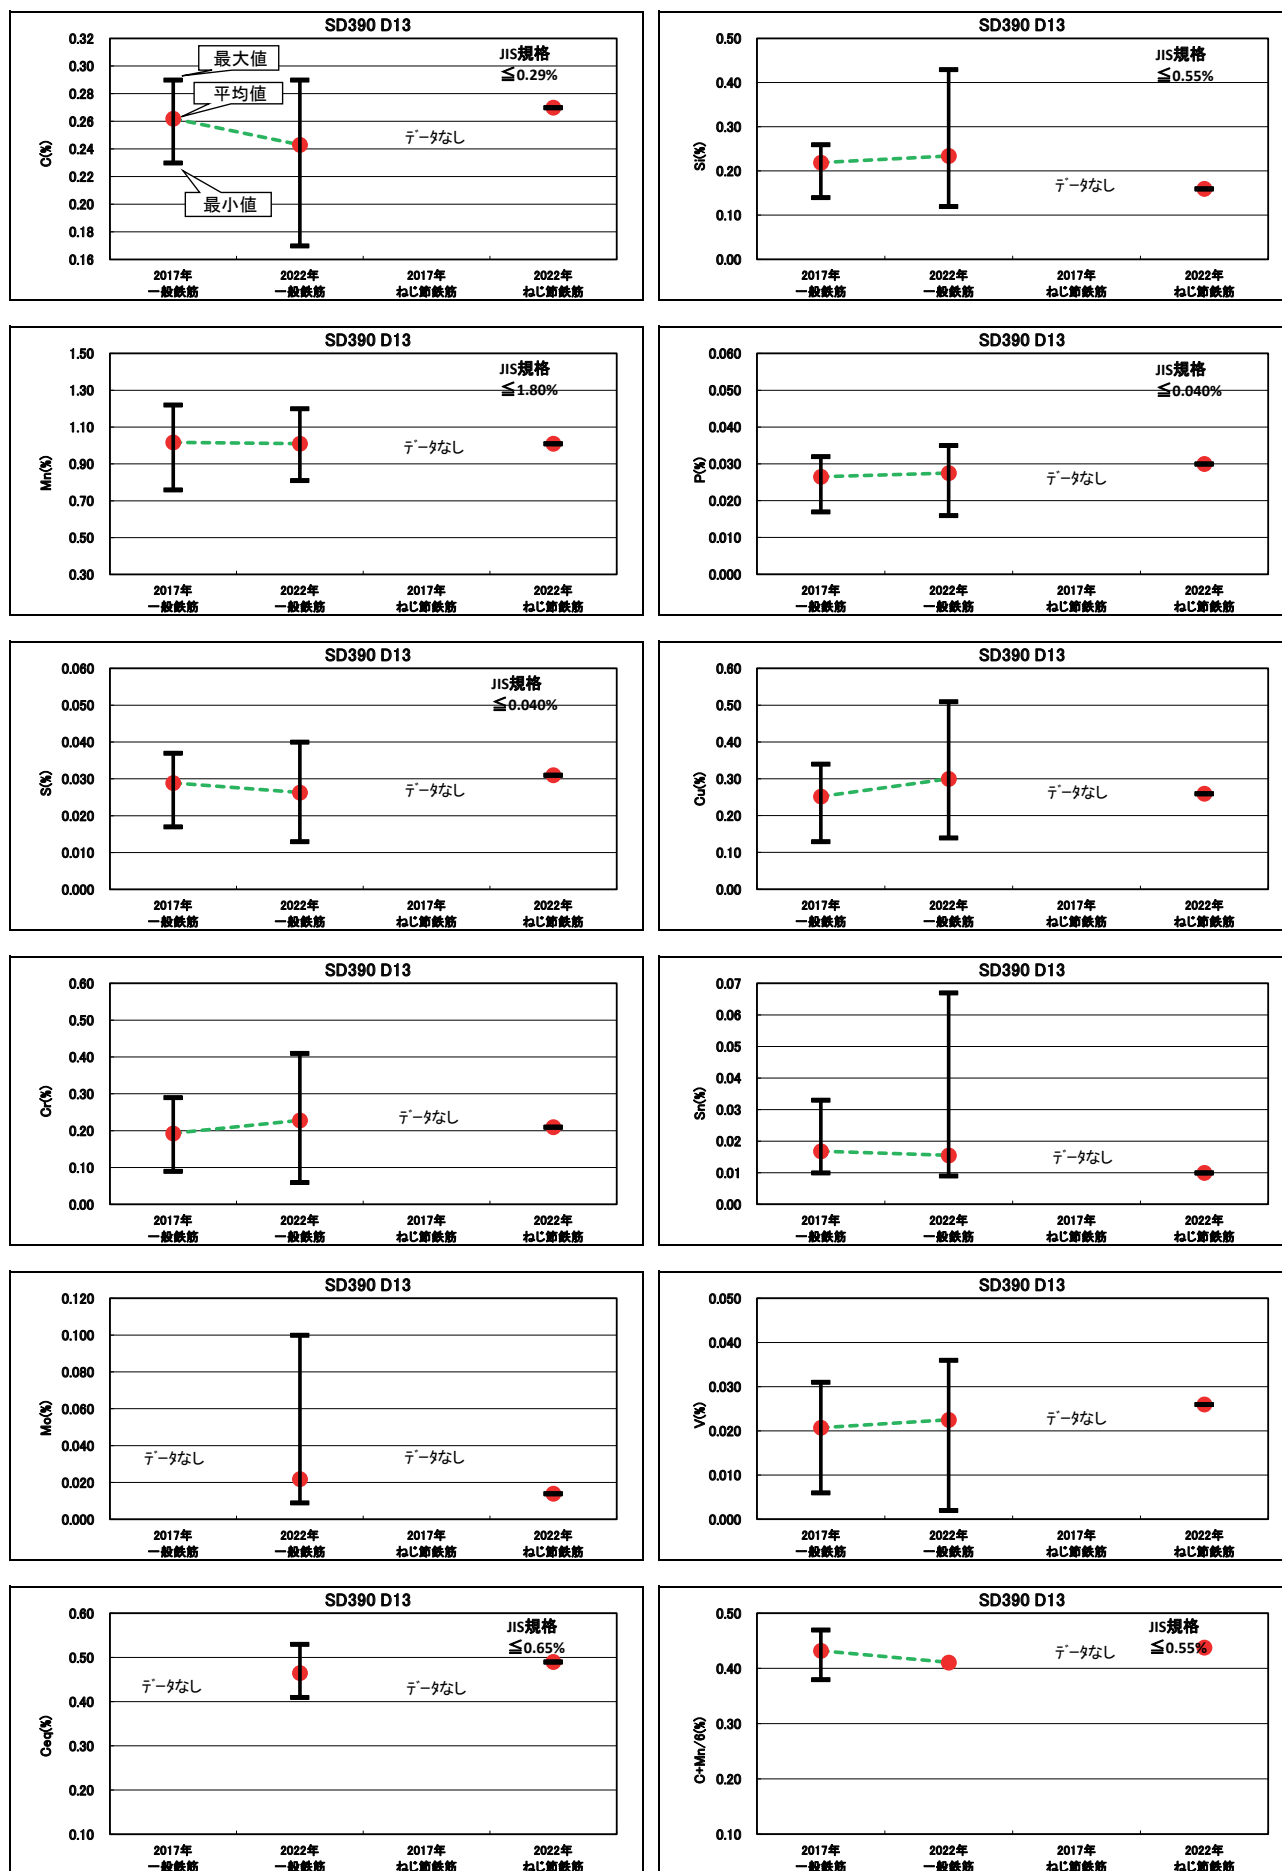 SD390 D13
0.32
0.30
0.28
0.26
0.24
0.22
0.20
0.18
0.16
C(%)
最大値
平均値
最小値
JIS規格
≦0.29%
データなし
2017年
一般鉄筋
2022年
一般鉄筋
2017年
ねじ節鉄筋
2022年
ねじ節鉄筋
SD390 D13
0.50
0.40
0.30
0.20
0.10
0.00
Si(%)
JIS規格
≦0.55%
データなし
2017年
一般鉄筋
2022年
一般鉄筋
2017年
ねじ節鉄筋
2022年
ねじ節鉄筋
SD390 D13
1.50
1.30
1.10
0.90
0.70
0.50
0.30
Mn(%)
JIS規格
≦1.80%
データなし
2017年
一般鉄筋
2022年
一般鉄筋
2017年
ねじ節鉄筋
2022年
ねじ節鉄筋
SD390 D13
0.060
0.050
0.040
0.030
0.020
0.010
0.000
P(%)
JIS規格
≦0.040%
データなし
2017年
一般鉄筋
2022年
一般鉄筋
2017年
ねじ節鉄筋
2022年
ねじ節鉄筋
SD390 D13
0.060
0.050
0.040
0.030
0.020
0.010
0.000
S(%)
JIS規格
≦0.040%
データなし
2017年
一般鉄筋
2022年
一般鉄筋
2017年
ねじ節鉄筋
2022年
ねじ節鉄筋
SD390 D13
0.60
0.50
0.40
0.30
0.20
0.10
0.00
Cu(%)
データなし
2017年
一般鉄筋
2022年
一般鉄筋
2017年
ねじ節鉄筋
2022年
ねじ節鉄筋
SD390 D13
0.60
0.50
0.40
0.30
0.20
0.10
0.00
Cr(%)
データなし
2017年
一般鉄筋
2022年
一般鉄筋
2017年
ねじ節鉄筋
2022年
ねじ節鉄筋
SD390 D13
0.07
0.06
0.05
0.04
0.03
0.02
0.01
0.00
Sn(%)
データなし
2017年
一般鉄筋
2022年
一般鉄筋
2017年
ねじ節鉄筋
2022年
ねじ節鉄筋
SD390 D13
0.120
0.100
0.080
0.060
0.040
0.020
0.000
Mo(%)
データなし
データなし
2017年
一般鉄筋
2022年
一般鉄筋
2017年
ねじ節鉄筋
2022年
ねじ節鉄筋
SD390 D13
0.050
0.040
0.030
0.020
0.010
0.000
V(%)
データなし
2017年
一般鉄筋
2022年
一般鉄筋
2017年
ねじ節鉄筋
2022年
ねじ節鉄筋
SD390 D13
0.60
0.50
0.40
0.30
0.20
0.10
Ceq(%)
JIS規格
≦0.65%
データなし
データなし
2017年
一般鉄筋
2022年
一般鉄筋
2017年
ねじ節鉄筋
2022年
ねじ節鉄筋
SD390 D13
0.50
0.40
0.30
0.20
0.10
C+Mn/6(%)
JIS規格
≦0.55%
データなし
2017年
一般鉄筋
2022年
一般鉄筋
2017年
ねじ節鉄筋
2022年
ねじ節鉄筋